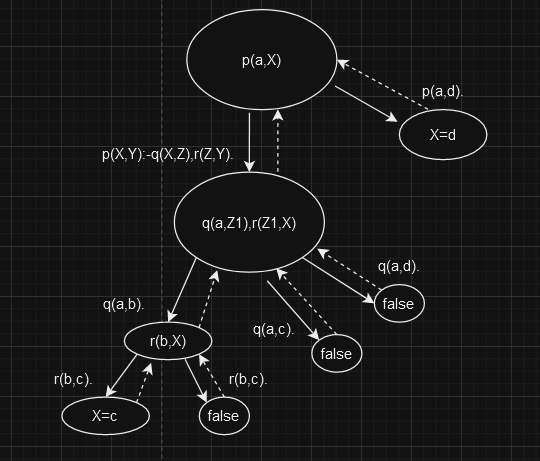 p(a,X)
p(a,d).
X=d
p(X,Y):-q(X,Z),r(Z,Y).
q(a,Z1),r(Z1,X)
q(a,d).
false
q(a,b).
q(a,c).
r(b,X)
false
r(b,c).
r(b,c).
X=c
false